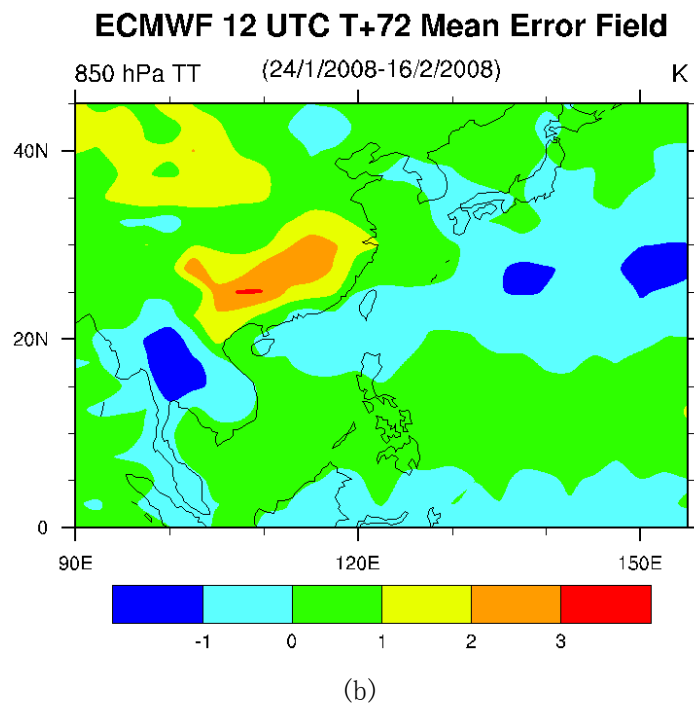 ECMWF 12 UTC T+72 Mean Error Field
850 hPa TT (24/1/2008-16/2/2008) K
40N
20N
0
90E 120E 150E
-1 0 1 2 3
(b)